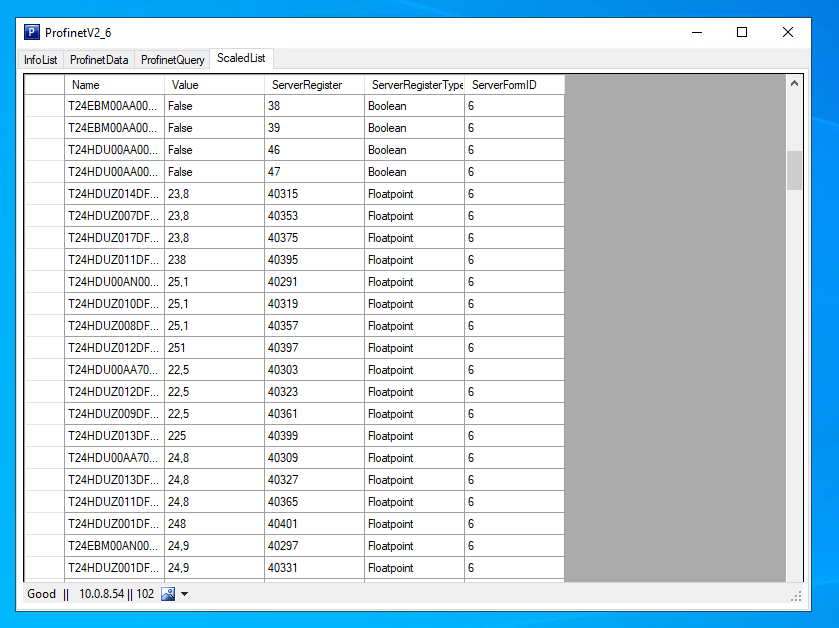 ProfinetV2_6
InfoList ProfinetData ProfinetQuery ScaledList
Name Value ServerRegister ServerRegisterType ServerFormID
T24EBM00AA00... False 38 Boolean 6
T24EBM00AA00... False 39 Boolean 6
T24HDU00AA00... False 46 Boolean 6
T24HDU00AA00... False 47 Boolean 6
T24HDUZ014DF... 23,8 40315 Floatpoint 6
T24HDUZ007DF... 23,8 40353 Floatpoint 6
T24HDUZ017DF... 23,8 40375 Floatpoint 6
T24HDUZ011DF... 238 40395 Floatpoint 6
T24HDU00AN00... 25,1 40291 Floatpoint 6
T24HDUZ010DF... 25,1 40319 Floatpoint 6
T24HDUZ008DF... 25,1 40357 Floatpoint 6
T24HDUZ012DF... 251 40397 Floatpoint 6
T24HDU00AA70... 22,5 40303 Floatpoint 6
T24HDUZ012DF... 22,5 40323 Floatpoint 6
T24HDUZ009DF... 22,5 40361 Floatpoint 6
T24HDUZ013DF... 225 40399 Floatpoint 6
T24HDU00AA70... 24,8 40309 Floatpoint 6
T24HDUZ013DF... 24,8 40327 Floatpoint 6
T24HDUZ011DF... 24,8 40365 Floatpoint 6
T24HDUZ001DF... 248 40401 Floatpoint 6
T24EBM00AN00... 24,9 40297 Floatpoint 6
T24HDUZ001DF... 24,9 40331 Floatpoint 6
Good || 10.0.8.54 || 102